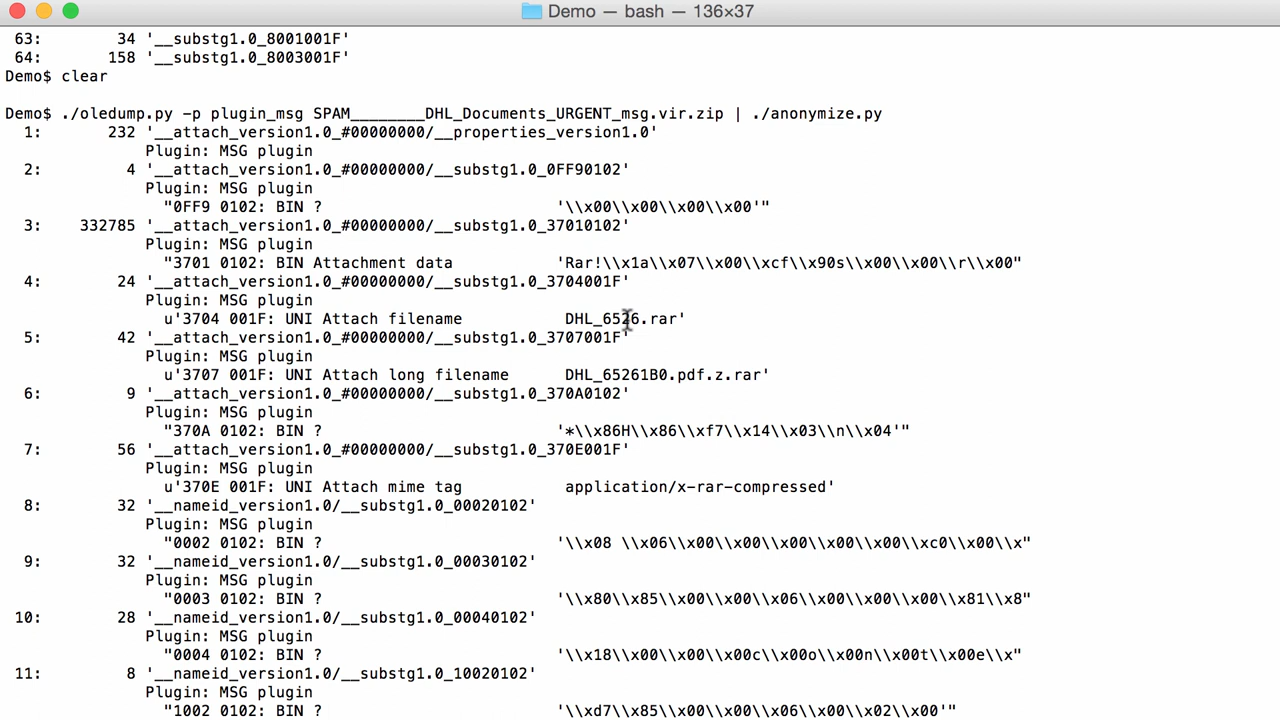 Demo — bash — 136×37
63: 34 '__substg1.0_8001001F'
64: 158 '__substg1.0_8003001F'
Demo$ clear
Demo$ ./oledump.py -p plugin_msg SPAM________DHL_Documents_URGENT_msg.vir.zip | ./anonymize.py
1: 232 '__attach_version1.0_#00000000/__properties_version1.0'
Plugin: MSG plugin
2: 4 '__attach_version1.0_#00000000/__substg1.0_0FF90102'
Plugin: MSG plugin
"0FF9 0102: BIN ? '\\x00\\x00\\x00\\x00'"
3: 332785 '__attach_version1.0_#00000000/__substg1.0_37010102'
Plugin: MSG plugin
"3701 0102: BIN Attachment data 'Rar!\\x1a\\x07\\x00\\xcf\\x90s\\x00\\x00\\r\\x00"
4: 24 '__attach_version1.0_#00000000/__substg1.0_3704001F'
Plugin: MSG plugin
u'3704 001F: UNI Attach filename DHL_6526.rar'
5: 42 '__attach_version1.0_#00000000/__substg1.0_3707001F'
Plugin: MSG plugin
u'3707 001F: UNI Attach long filename DHL_65261B0.pdf.z.rar'
6: 9 '__attach_version1.0_#00000000/__substg1.0_370A0102'
Plugin: MSG plugin
"370A 0102: BIN ? '*\\x86H\\x86\\xf7\\x14\\x03\\n\\x04'"
7: 56 '__attach_version1.0_#00000000/__substg1.0_370E001F'
Plugin: MSG plugin
u'370E 001F: UNI Attach mime tag application/x-rar-compressed'
8: 32 '__nameid_version1.0/__substg1.0_00020102'
Plugin: MSG plugin
"0002 0102: BIN ? '\\x08 \\x06\\x00\\x00\\x00\\x00\\x00\\xc0\\x00\\x"
9: 32 '__nameid_version1.0/__substg1.0_00030102'
Plugin: MSG plugin
"0003 0102: BIN ? '\\x80\\x85\\x00\\x00\\x06\\x00\\x00\\x00\\x81\\x8"
10: 28 '__nameid_version1.0/__substg1.0_00040102'
Plugin: MSG plugin
"0004 0102: BIN ? '\\x18\\x00\\x00\\x00c\\x00o\\x00n\\x00t\\x00e\\x"
11: 8 '__nameid_version1.0/__substg1.0_10020102'
Plugin: MSG plugin
"1002 0102: BIN ? '\\xd7\\x85\\x00\\x00\\x06\\x00\\x02\\x00'"